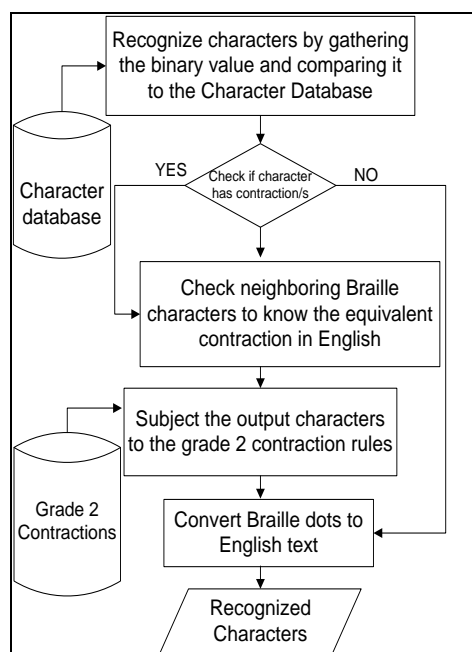 Recognize characters by gathering
the binary value and comparing it
to the Character Database
Character
database
YES
Check if character
has contraction/s
NO
Check neighboring Braille
characters to know the equivalent
contraction in English
Subject the output characters
to the grade 2 contraction rules
Grade 2
Contractions
Convert Braille dots to
English text
Recognized
Characters